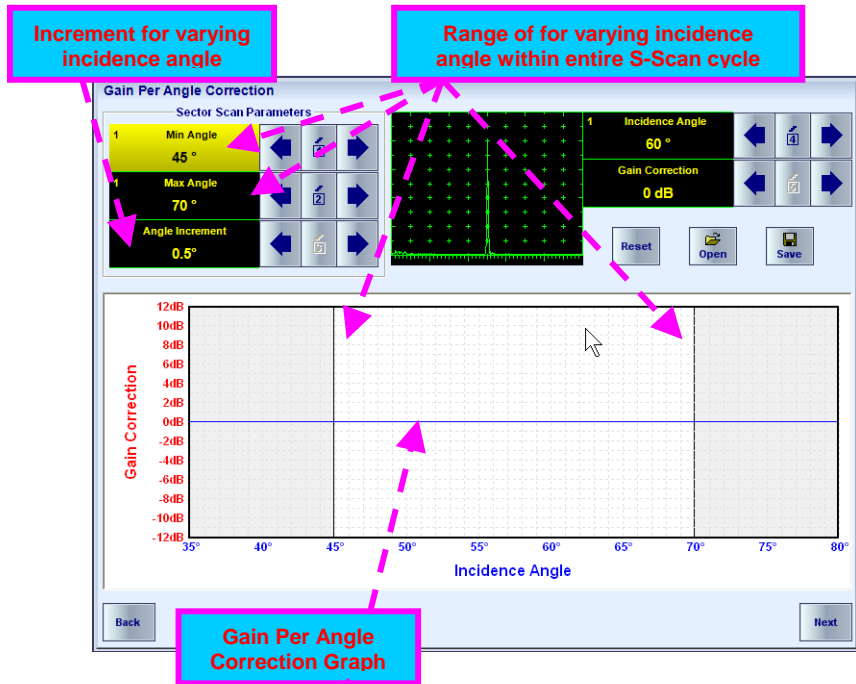 Increment for varying
incidence angle
Range of for varying incidence
angle within entire S-Scan cycle
Gain Per Angle Correction
Sector Scan Parameters
1 Min Angle
45 °
1 Max Angle
70 °
2
Angle Increment
0.5°
1 Incidence Angle
60 °
4
Gain Correction
0 dB
Reset
Open
Save
12dB
10dB
8dB
6dB
4dB
2dB
0dB
-2dB
-4dB
-6dB
-8dB
-10dB
-12dB
Gain Correction
35° 40° 45° 50° 55° 60° 65° 70° 75° 80°
Incidence Angle
Back
Next
Gain Per Angle
Correction Graph